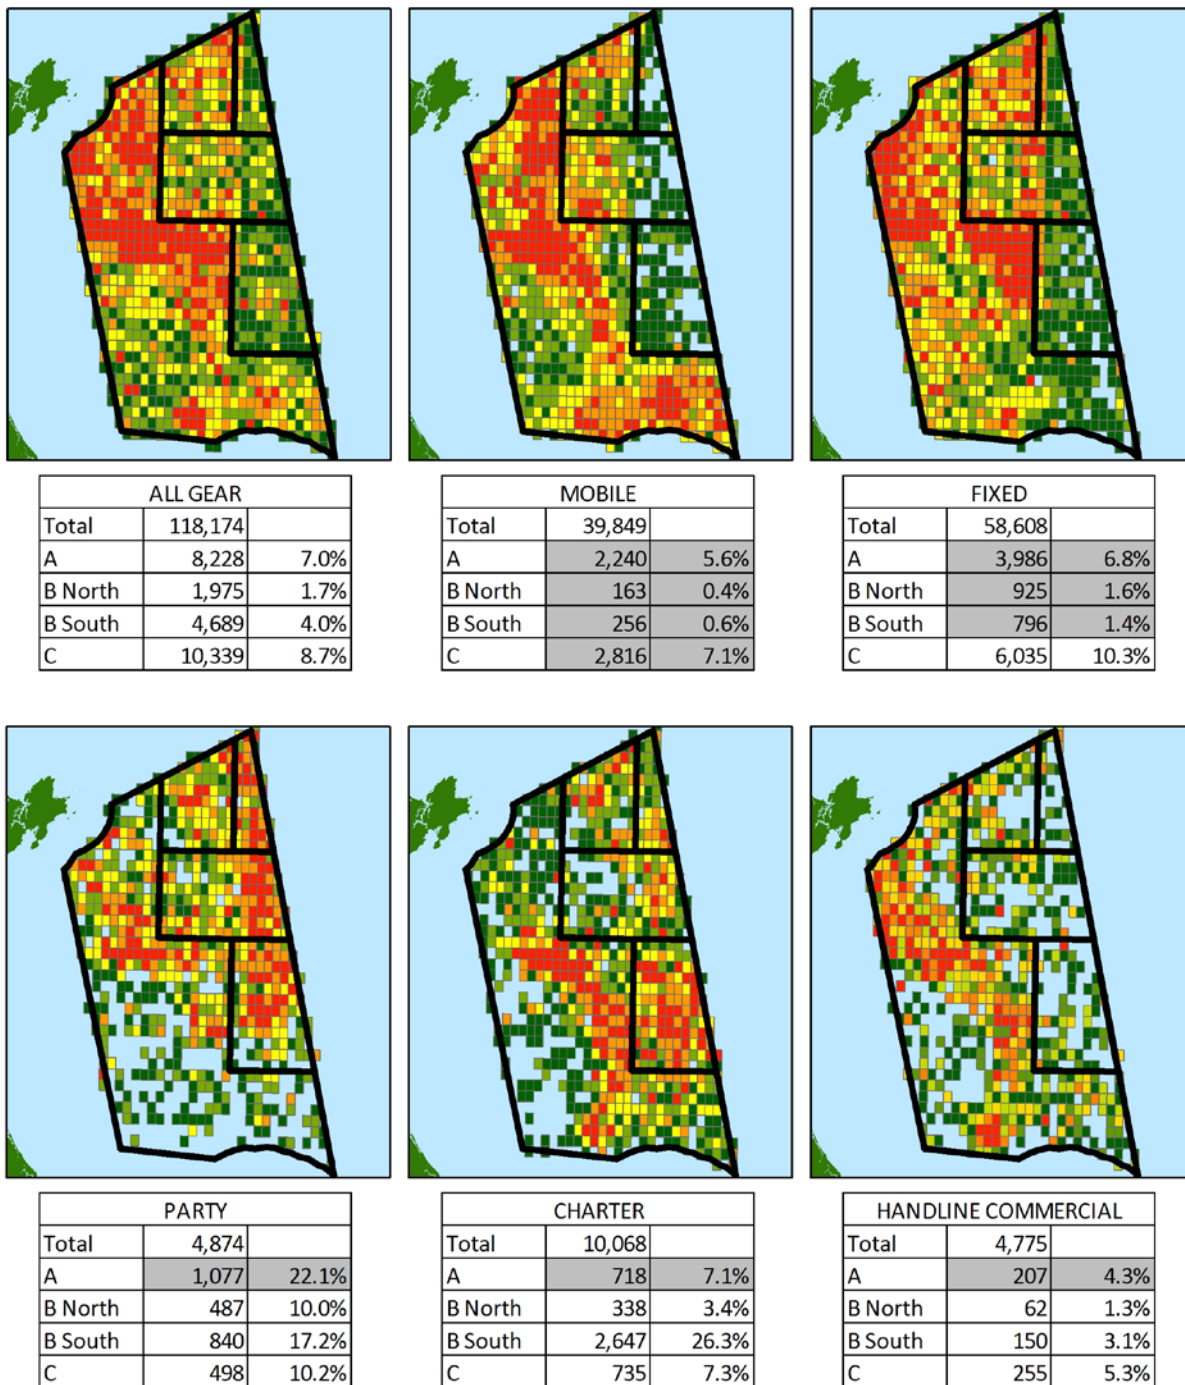 ALL GEAR
Total 118,174
A 8,228 7.0%
B North 1,975 1.7%
B South 4,689 4.0%
C 10,339 8.7%
MOBILE
Total 39,849
A 2,240 5.6%
B North 163 0.4%
B South 256 0.6%
C 2,816 7.1%
FIXED
Total 58,608
A 3,986 6.8%
B North 925 1.6%
B South 796 1.4%
C 6,035 10.3%
PARTY
Total 4,874
A 1,077 22.1%
B North 487 10.0%
B South 840 17.2%
C 498 10.2%
CHARTER
Total 10,068
A 718 7.1%
B North 338 3.4%
B South 2,647 26.3%
C 735 7.3%
HANDLINE COMMERCIAL
Total 4,775
A 207 4.3%
B North 62 1.3%
B South 150 3.1%
C 255 5.3%